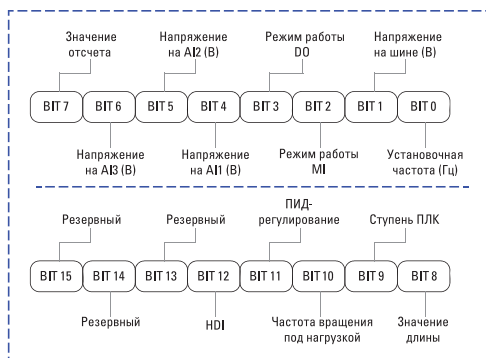 Значение
отсчета
Напряжение
на AI2 (В)
Режим работы
DO
Напряжение
на шине (В)
BIT 7 BIT 6 BIT 5 BIT 4 BIT 3 BIT 2 BIT 1 BIT 0
Напряжение
на AI3 (В)
Напряжение
на AI1 (В)
Режим работы
MI
Установочная
частота (Гц)
Резервный
Резервный
ПИД-
регулирование
Ступень ПЛК
BIT 15 BIT 14 BIT 13 BIT 12 BIT 11 BIT 10 BIT 9 BIT 8
Резервный
HDI
Частота вращения
под нагрузкой
Значение
длины